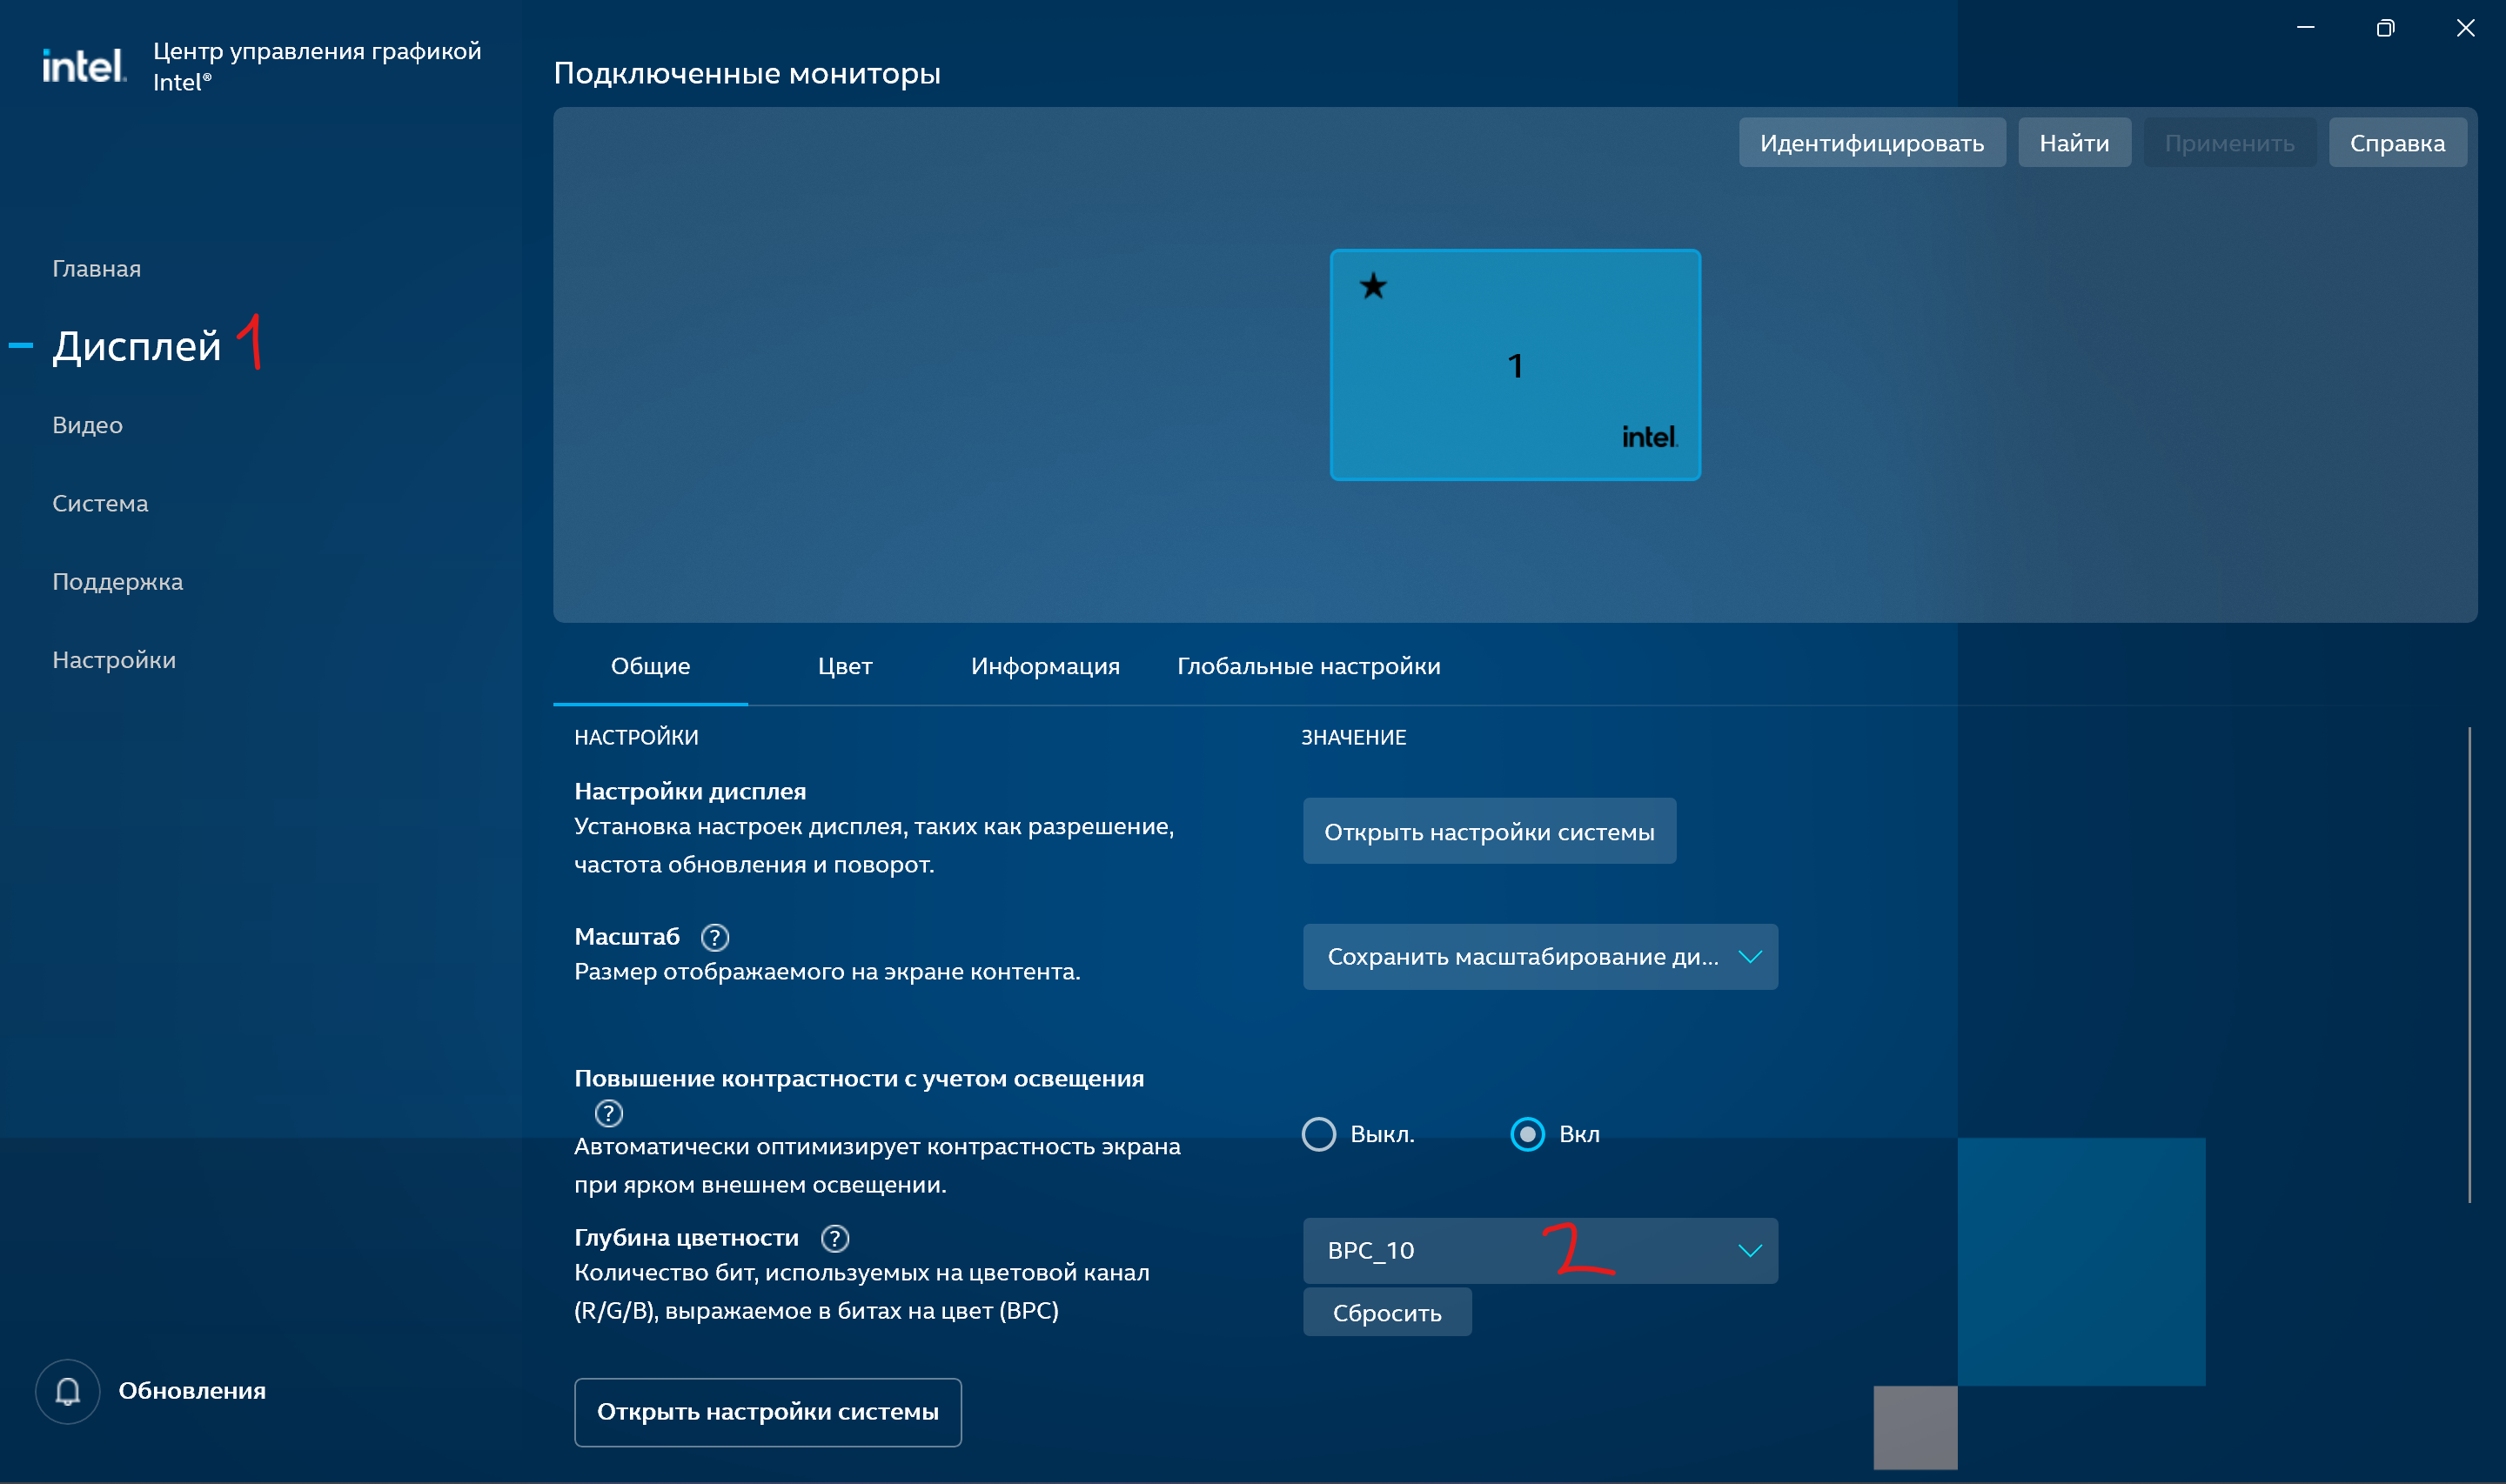 intel.
Центр управления графикой
Intel®
Главная
Дисплей 1
Видео
Система
Поддержка
Настройки
Обновления
Подключенные мониторы
Идентифицировать
Найти
Применить
Справка
1
intel.
Общие
Цвет
Информация
Глобальные настройки
НАСТРОЙКИ
ЗНАЧЕНИЕ
Настройки дисплея
Установка настроек дисплея, таких как разрешение,
частота обновления и поворот.
Открыть настройки системы
Масштаб ?
Размер отображаемого на экране контента.
Сохранить масштабирование ди...
Повышение контрастности с учетом освещения
?
Автоматически оптимизирует контрастность экрана
при ярком внешнем освещении.
Выкл.
Вкл
Глубина цветности ?
Количество бит, используемых на цветовой канал
(R/G/B), выражаемое в битах на цвет (BPC)
BPC_10
2
Сбросить
Открыть настройки системы